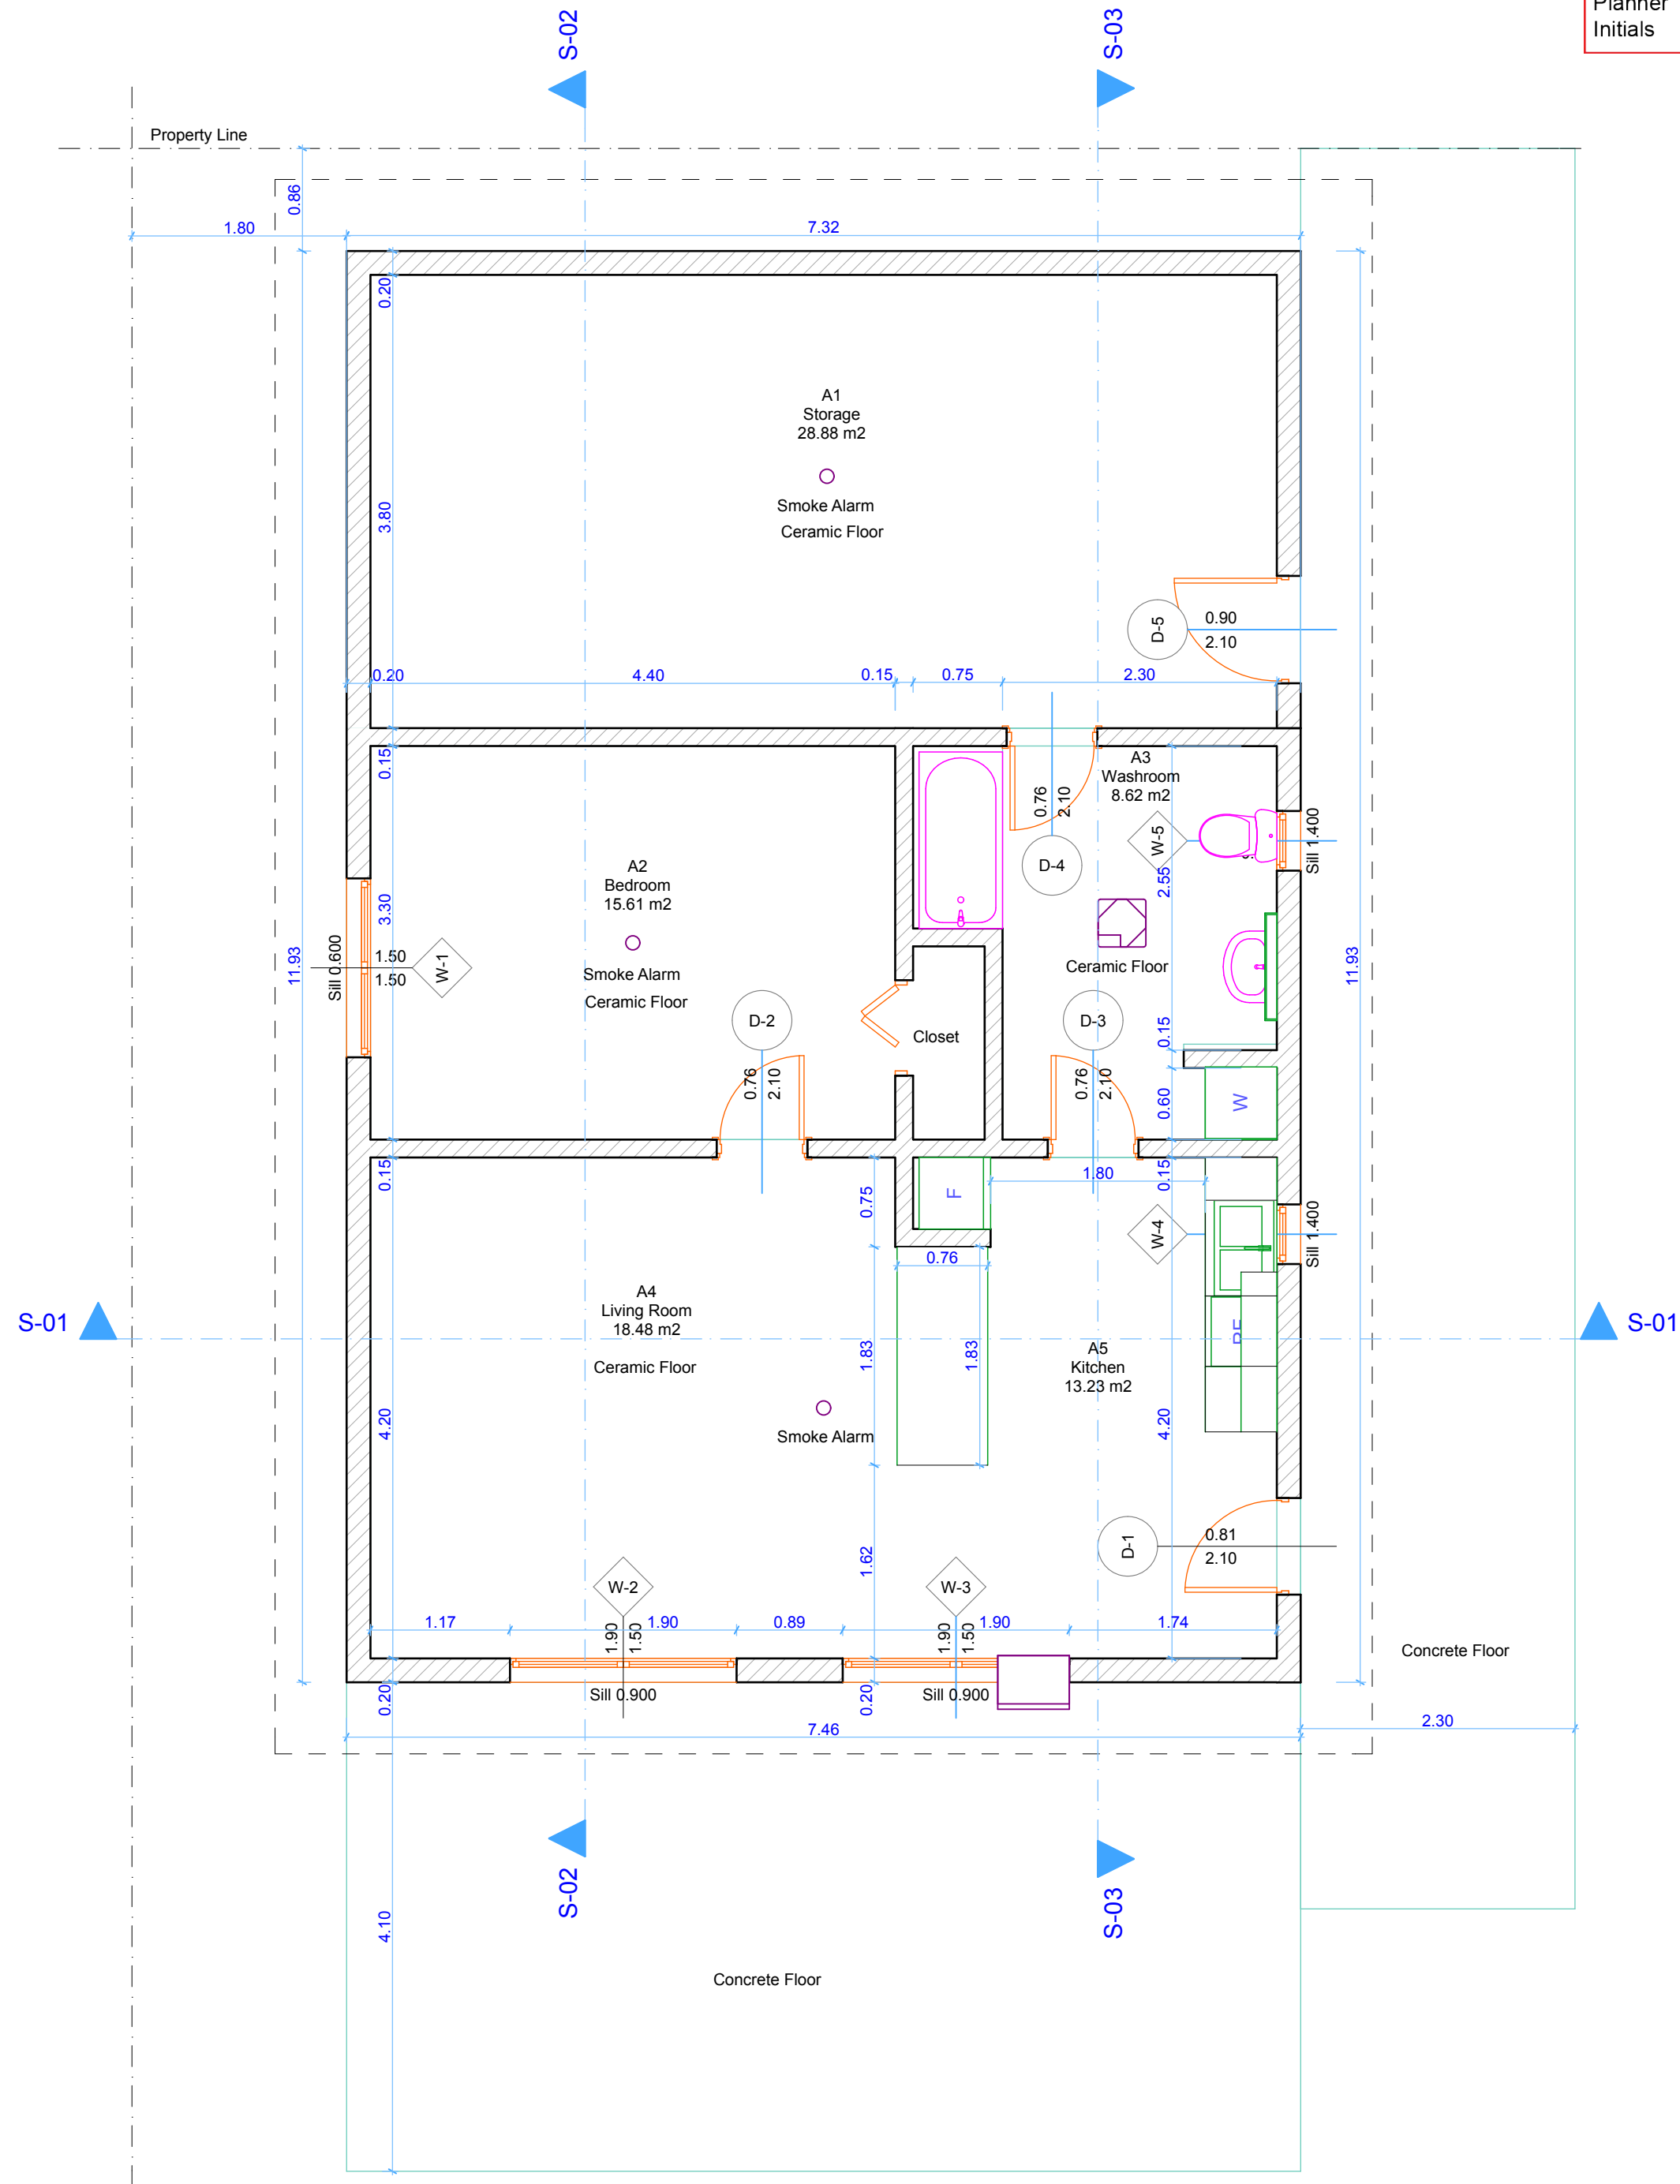 Planner
Initials
S-02
S-03
Property Line
0.86
1.80
7.32
0.20
A1
Storage
28.88 m2
3.80
Smoke Alarm
Ceramic Floor
D-5
0.90
2.10
0.20
4.40
0.15
0.75
2.30
0.15
A3
Washroom
8.62 m2
0.76
2.10
D-4
W-5
Sill 1.400
2.55
A2
Bedroom
15.61 m2
3.30
11.93
Sill 0.600
1.50
1.50
W-1
Smoke Alarm
Ceramic Floor
Ceramic Floor
11.93
D-2
0.76
2.10
Closet
D-3
0.76
2.10
0.15
0.60
W
0.15
0.75
F
1.80
0.15
W-4
Sill 1.400
0.76
S-01
A4
Living Room
18.48 m2
Ceramic Floor
1.83
1.83
A5
Kitchen
13.23 m2
S-01
4.20
Smoke Alarm
4.20
1.62
D-1
0.81
2.10
W-2
W-3
1.17
1.90
0.89
1.90
1.74
1.90
1.50
1.90
1.50
Concrete Floor
0.20
Sill 0.900
0.20
Sill 0.900
7.46
2.30
S-02
S-03
4.10
Concrete Floor